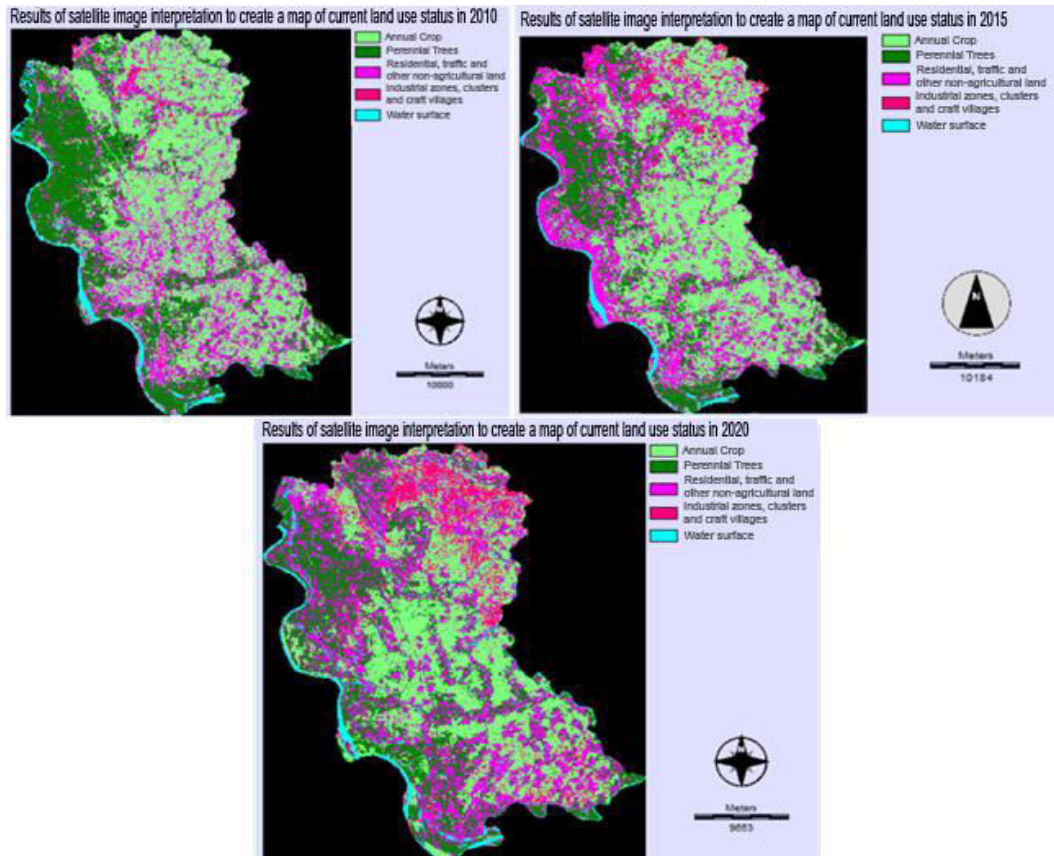 Results of satellite image interpretation to create a map of current land use status in 2010
Annual Crop
Perennial Trees
Residential, traffic and
other non-agricultural land
Industrial zones, clusters
and craft villages
Water surface
N
Meters
10000
Results of satellite image interpretation to create a map of current land use status in 2015
Annual Crop
Perennial Trees
Residential, traffic and
other non-agricultural land
Industrial zones, clusters
and craft villages
Water surface
N
Meters
10184
Results of satellite image interpretation to create a map of current land use status in 2020
Annual Crop
Perennial Trees
Residential, traffic and
other non-agricultural land
Industrial zones, clusters
and craft villages
Water surface
N
Meters
9663